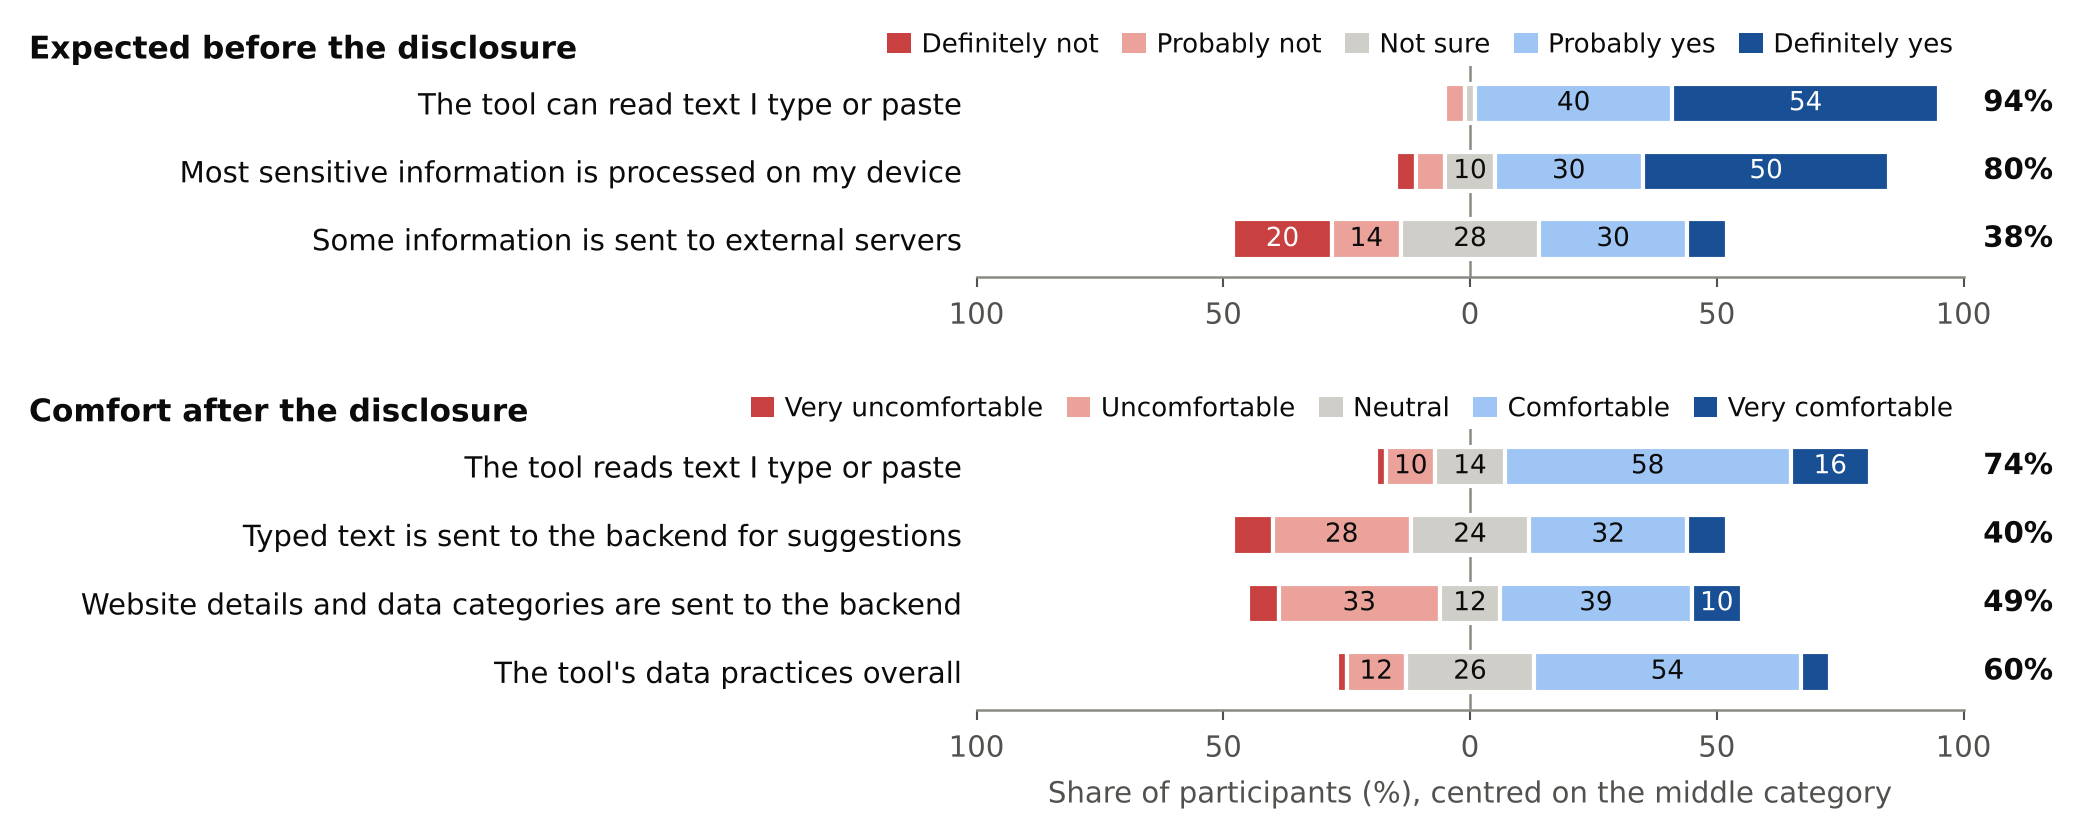 Expected before the disclosure
Definitely not Probably not Not sure Probably yes Definitely yes
The tool can read text I type or paste 40 54 94%
Most sensitive information is processed on my device 10 30 50 80%
Some information is sent to external servers 20 14 28 30 38%
100 50 0 50 100
Comfort after the disclosure
Very uncomfortable Uncomfortable Neutral Comfortable Very comfortable
The tool reads text I type or paste 10 14 58 16 74%
Typed text is sent to the backend for suggestions 28 24 32 40%
Website details and data categories are sent to the backend 33 12 39 10 49%
The tool's data practices overall 12 26 54 60%
100 50 0 50 100
Share of participants (%), centred on the middle category